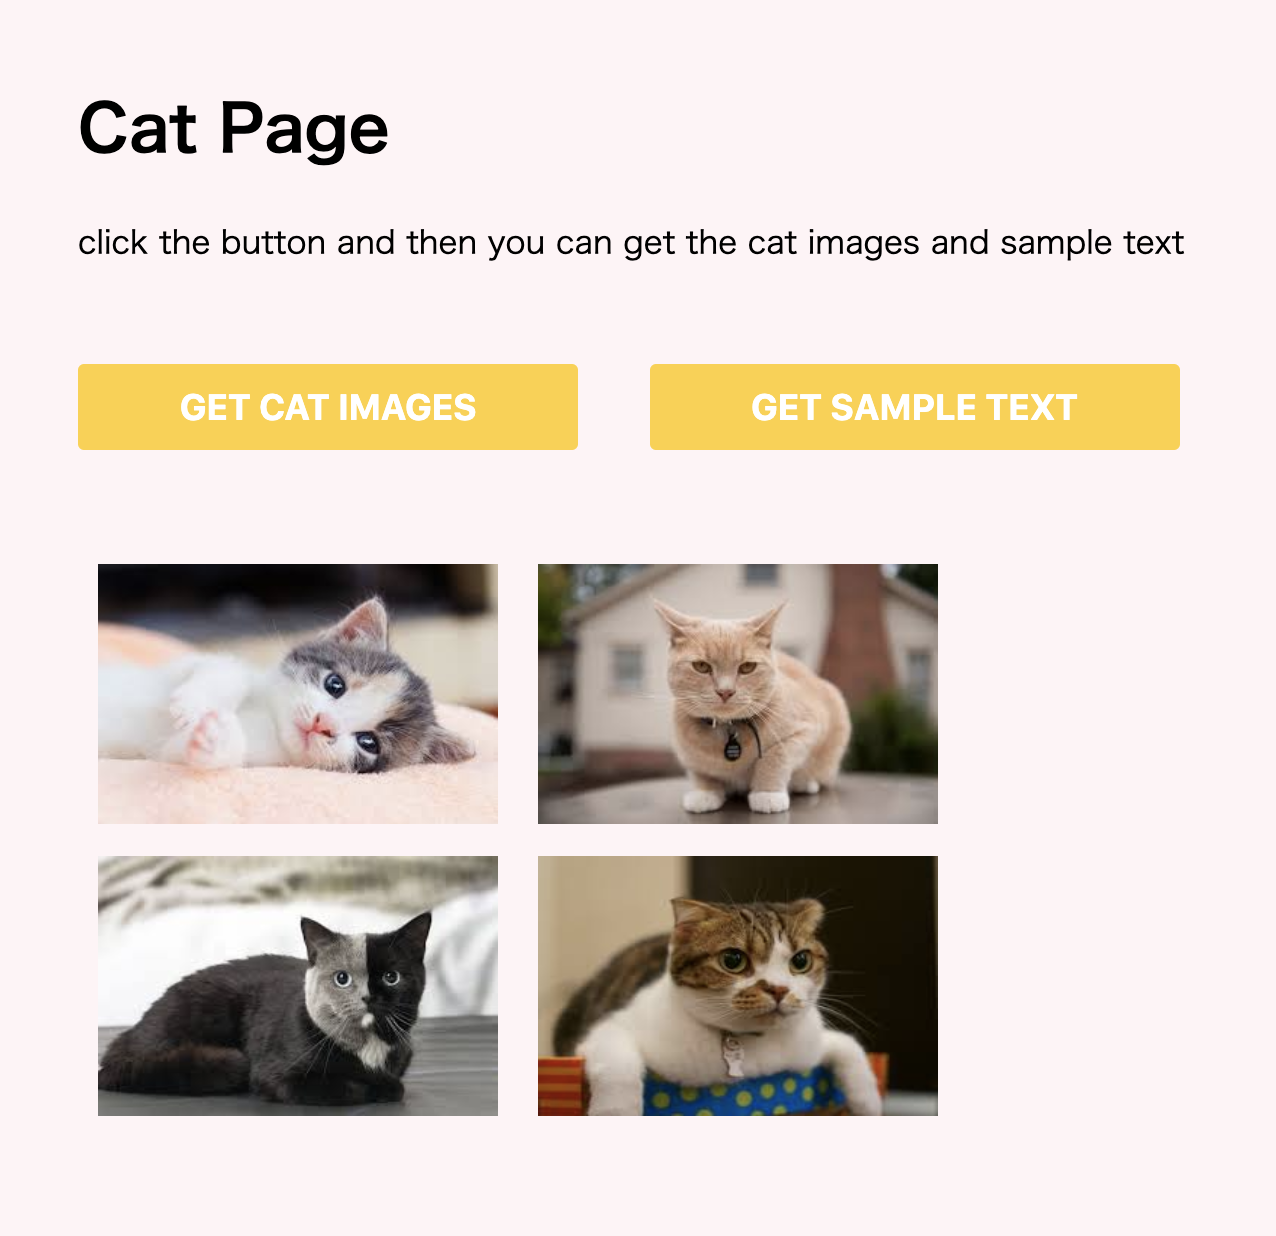 Cat Page
click the button and then you can get the cat images and sample text
GET CAT IMAGES
GET SAMPLE TEXT